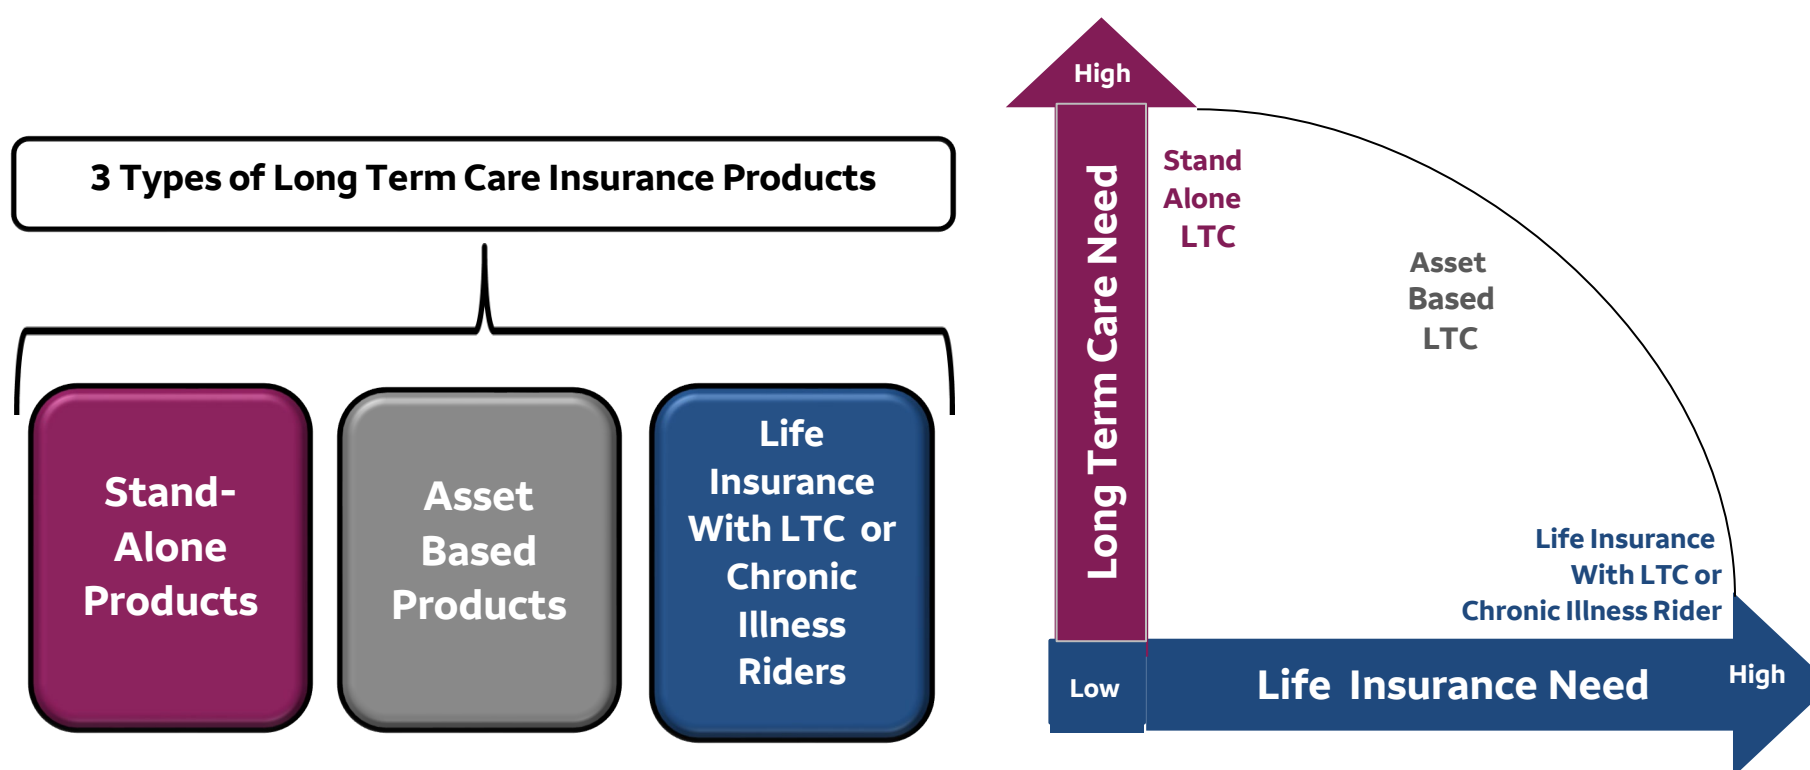 3 Types of Long Term Care Insurance Products
Stand-
Alone
Products
Asset
Based
Products
Life
Insurance
With LTC or
Chronic
Illness
Riders
High
Long Term Care Need
Stand
Alone
LTC
Asset
Based
LTC
Life Insurance
With LTC or
Chronic Illness Rider
Low
Life Insurance Need
High